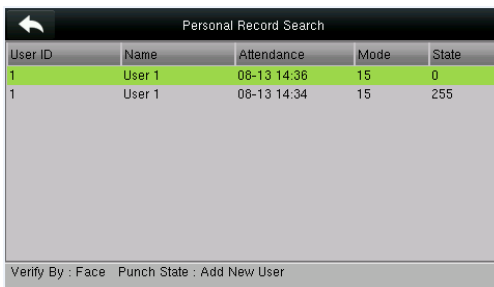 Personal Record Search
User ID Name Attendance Mode State
1 User 1 08-13 14:36 15 0
1 User 1 08-13 14:34 15 255
Verify By : Face Punch State : Add New User